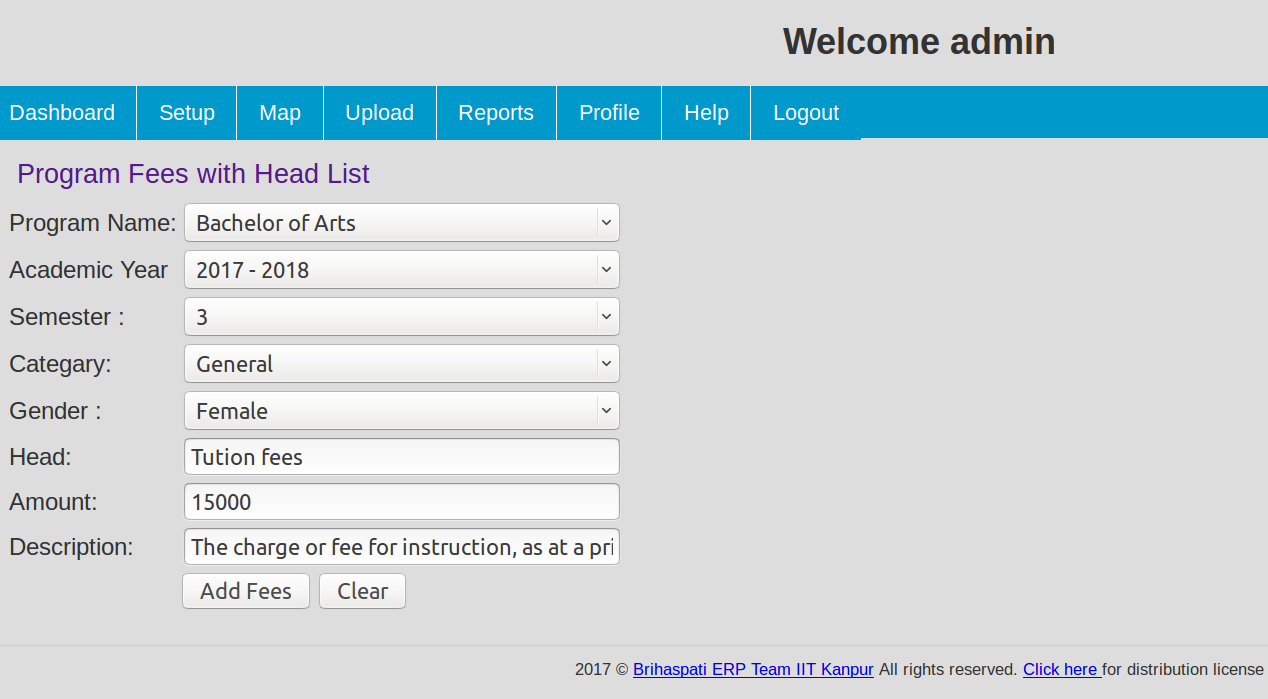 Welcome admin
Dashboard Setup Map Upload Reports Profile Help Logout
Program Fees with Head List
Program Name: Bachelor of Arts
Academic Year 2017 - 2018
Semester : 3
Categary: General
Gender : Female
Head: Tution fees
Amount: 15000
Description: The charge or fee for instruction, as at a pri
Add Fees Clear
2017 © Brihaspati ERP Team IIT Kanpur All rights reserved. Click here for distribution license